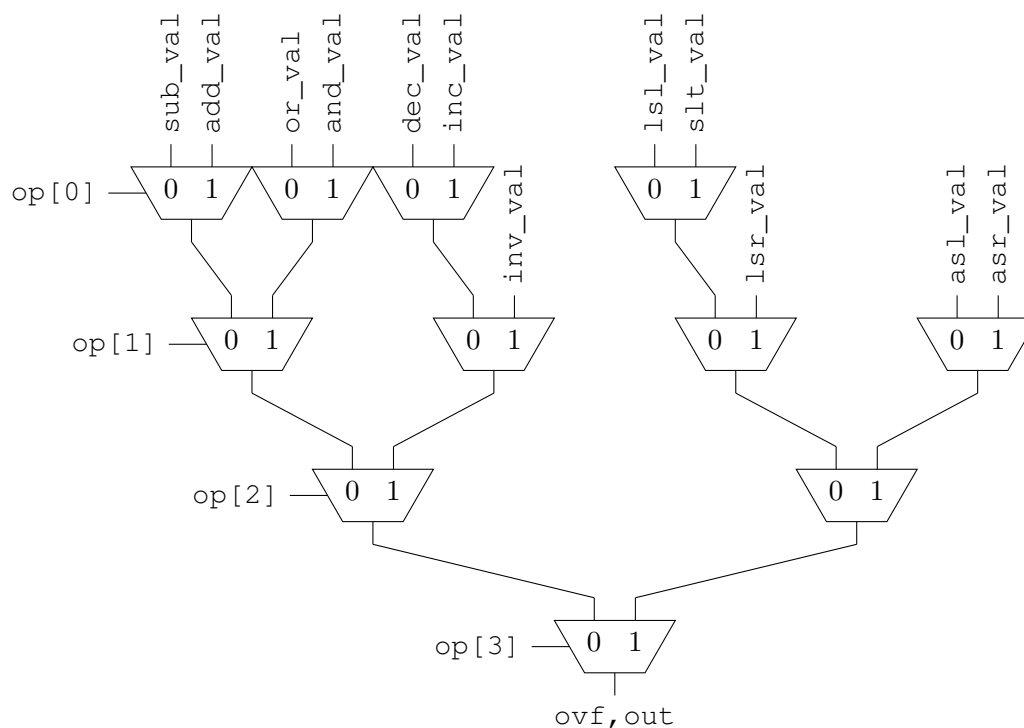 sub_val
add_val
or_val
and_val
dec_val
inc_val
lsl_val
slt_val
op[0]
0 1
0 1
0 1
0 1
inv_val
lsr_val
asl_val
asr_val
op[1]
0 1
0 1
0 1
0 1
op[2]
0 1
0 1
op[3]
0 1
ovf,out